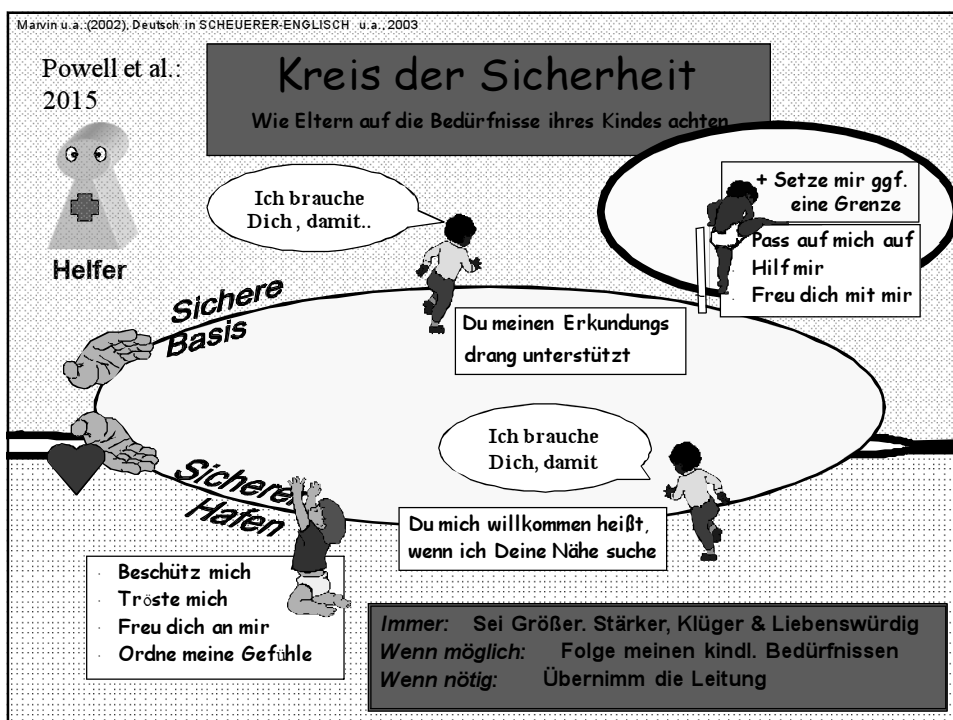 Marvin u.a.:(2002), Deutsch in SCHEUERER-ENGLISCH u.a., 2003
Powell et al.:
2015
Kreis der Sicherheit
Wie Eltern auf die Bedürfnisse ihres Kindes achten
Helfer
Ich brauche
Dich , damit..
+ Setze mir ggf.
eine Grenze
Pass auf mich auf
Hilf mir
Freu dich mit mir
Sichere
Basis
Du meinen Erkundungs
drang unterstützt
Ich brauche
Dich, damit
Sicherer
Hafen
Du mich willkommen heißt,
wenn ich Deine Nähe suche
· Beschütz mich
· Tröste mich
· Freu dich an mir
· Ordne meine Gefühle
Immer: Sei Größer. Stärker, Klüger & Liebenswürdig
Wenn möglich: Folge meinen kindl. Bedürfnissen
Wenn nötig: Übernimm die Leitung